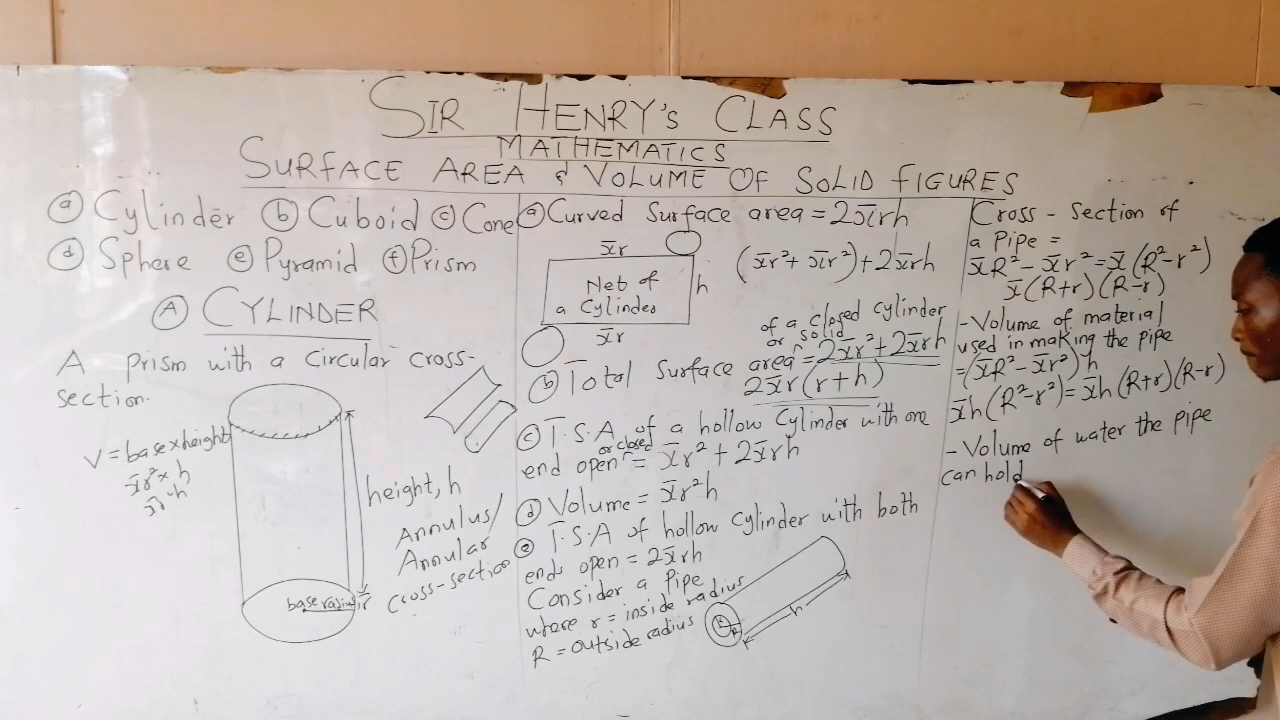 SIR HENRY'S CLASS
MATHEMATICS
SURFACE AREA & VOLUME OF SOLID FIGURES
(a) Cylinder (b) Cuboid (c) Cone
(d) Sphere (e) Pyramid (f) Prism
(A) CYLINDER
A prism with a circular cross-
section.
V = base x height
πr² x h
πr²h
height, h
base radius r
Annulus/
Annular
cross-section
(a) Curved Surface area = 2πrh
πr
Net of
a Cylinder
h
πr
(πr² + πr²) + 2πrh
of a closed cylinder
or solid
(b) Total Surface area = 2πr² + 2πrh
2πr(r+h)
(c) T.S.A of a hollow Cylinder with one
or closed
end open = πr² + 2πrh
(d) Volume = πr²h
(e) T.S.A of hollow cylinder with both
ends open = 2πrh
Consider a Pipe
where r = inside radius
R = outside radius
r
R
h
Cross-section of
a Pipe =
πR² - πr² = π(R² - r²)
π(R+r)(R-r)
- Volume of material
used in making the pipe
= (πR² - πr²)h
πh(R² - r²) = πh(R+r)(R-r)
- Volume of water the pipe
can hold